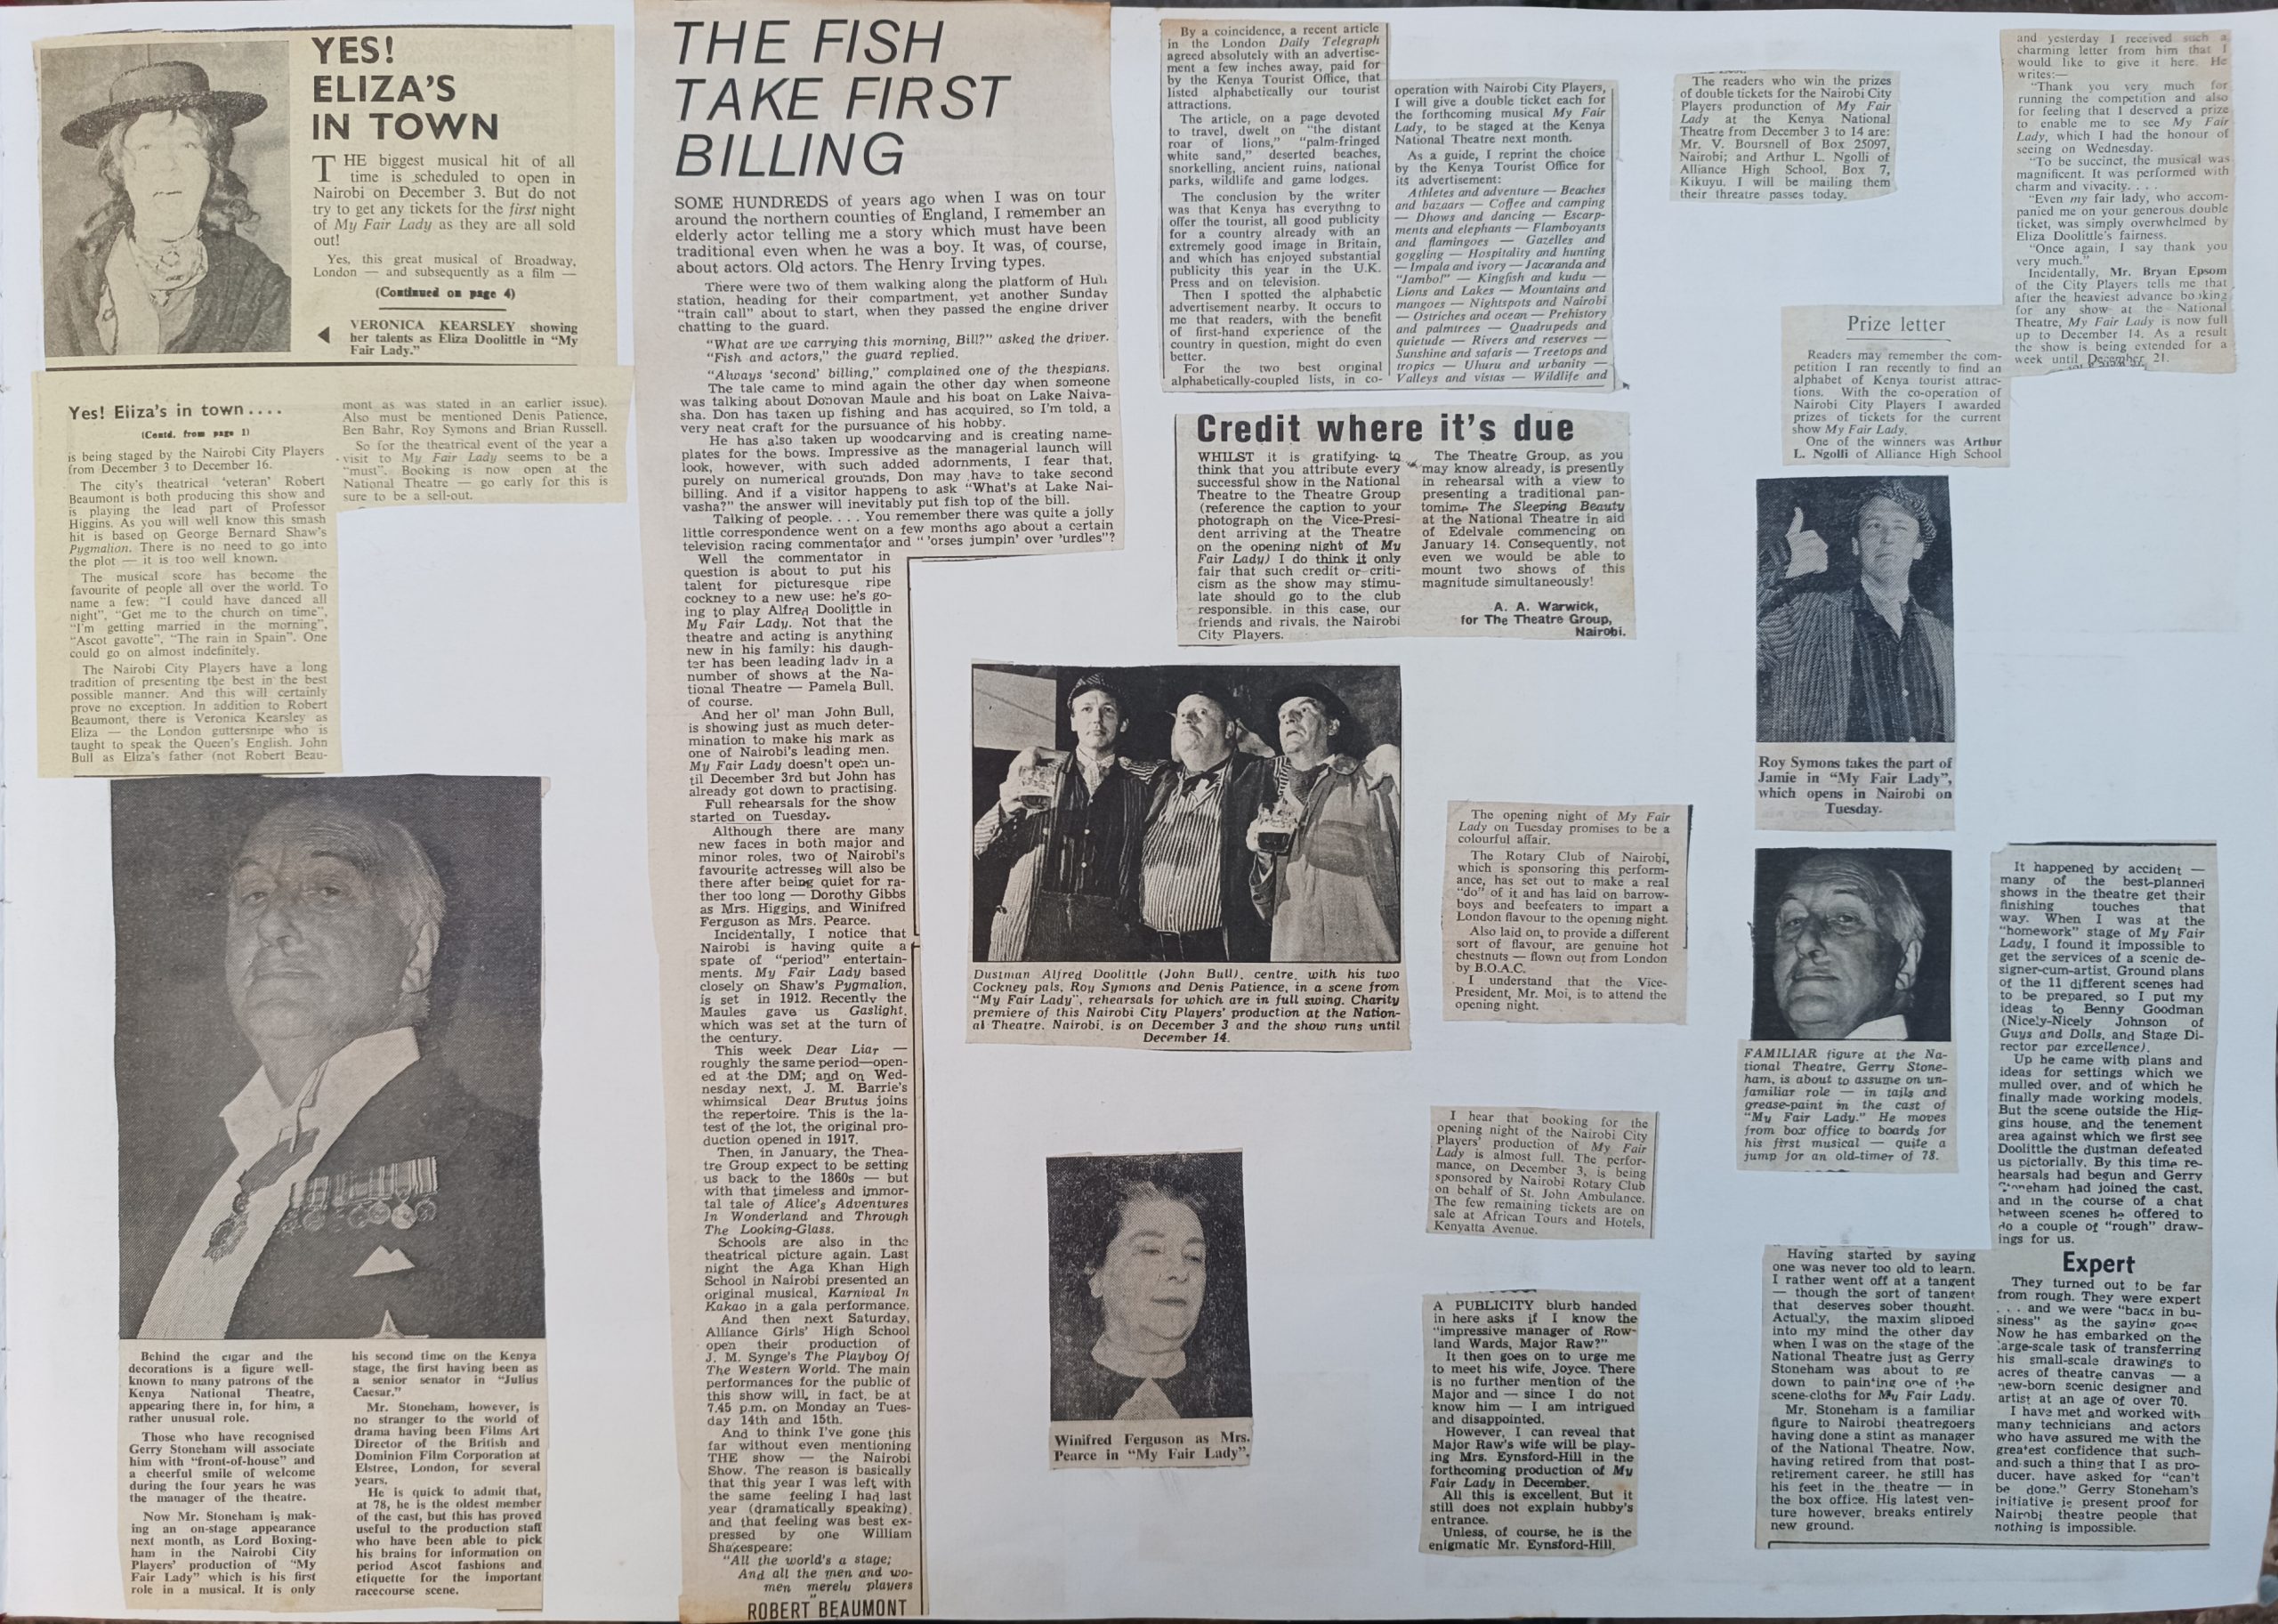 YES!
ELIZA'S
IN TOWN
THE biggest musical hit of all
time is scheduled to open in
Nairobi on December 3. But do not
try to get any tickets for the first night
of My Fair Lady as they are all sold
out!
Yes, this great musical of Broadway,
London — and subsequently as a film —
(Continued on page 4)
VERONICA KEARSLEY showing
her talents as Eliza Doolittle in "My
Fair Lady."
Yes! Eliza's in town ....
(Contd. from page 1)
is being staged by the Nairobi City Players
from December 3 to December 16.
The city's theatrical 'veteran' Robert
Beaumont is both producing this show and
is playing the lead part of Professor
Higgins. As you will well know this smash
hit is based on George Bernard Shaw's
Pygmalion. There is no need to go into
the plot — it is too well known.
The musical score has become the
favourite of people all over the world. To
name a few: "I could have danced all
night", "Get me to the church on time",
"I'm getting married in the morning",
"Ascot gavotte", "The rain in Spain". One
could go on almost indefinitely.
The Nairobi City Players have a long
tradition of presenting the best in the best
possible manner. And this will certainly
prove no exception. In addition to Robert
Beaumont, there is Veronica Kearsley as
Eliza — the London guttersnipe who is
taught to speak the Queen's English. John
Bull as Eliza's father (not Robert Beau-
mont as was stated in an earlier issue).
Also must be mentioned Denis Patience,
Ben Bahr, Roy Symons and Brian Russell.
So for the theatrical event of the year a
visit to My Fair Lady seems to be a
"must". Booking is now open at the
National Theatre — go early for this is
sure to be a sell-out.
Behind the cigar and the
decorations is a figure well-
known to many patrons of the
Kenya National Theatre,
appearing there in, for him, a
rather unusual role.
Those who have recognised
Gerry Stoneham will associate
him with "front-of-house" and
a cheerful smile of welcome
during the four years he was
the manager of the theatre.
Now Mr. Stoneham is mak-
ing an on-stage appearance
next month, as Lord Boxing-
ham in the Nairobi City
Players' production of "My
Fair Lady" which is his first
role in a musical. It is only
his second time on the Kenya
stage, the first having been as
a senior senator in "Julius
Caesar."
Mr. Stoneham, however, is
no stranger to the world of
drama having been Films Art
Director of the British and
Dominion Film Corporation at
Elstree, London, for several
years.
He is quick to admit that,
at 78, he is the oldest member
of the cast, but this has proved
useful to the production staff
who have been able to pick
his brains for information on
period Ascot fashions and
etiquette for the important
racecourse scene.
THE FISH
TAKE FIRST
BILLING
SOME HUNDREDS of years ago when I was on tour
around the northern counties of England, I remember an
elderly actor telling me a story which must have been
traditional even when he was a boy. It was, of course,
about actors. Old actors. The Henry Irving types.
There were two of them walking along the platform of Hull
station, heading for their compartment, yet another Sunday
"train call" about to start, when they passed the engine driver
chatting to the guard.
"What are we carrying this morning, Bill?" asked the driver.
"Fish and actors," the guard replied.
"Always 'second' billing," complained one of the thespians.
The tale came to mind again the other day when someone
was talking about Donovan Maule and his boat on Lake Naiva-
sha. Don has taken up fishing and has acquired, so I'm told, a
very neat craft for the pursuance of his hobby.
He has also taken up woodcarving and is creating name-
plates for the bows. Impressive as the managerial launch will
look, however, with such added adornments, I fear that,
purely on numerical grounds, Don may have to take second
billing. And if a visitor happens to ask "What's at Lake Nai-
vasha?" the answer will inevitably put fish top of the bill.
Talking of people. . . . You remember there was quite a jolly
little correspondence went on a few months ago about a certain
television racing commentator and " 'orses jumpin' over 'urdles"?
Well the commentator in
question is about to put his
talent for picturesque ripe
cockney to a new use: he's go-
ing to play Alfred Doolittle in
My Fair Lady. Not that the
theatre and acting is anything
new in his family: his daugh-
ter has been leading lady in a
number of shows at the Na-
tional Theatre — Pamela Bull,
of course.
And her ol' man John Bull,
is showing just as much deter-
mination to make his mark as
one of Nairobi's leading men.
My Fair Lady doesn't open un-
til December 3rd but John has
already got down to practising.
Full rehearsals for the show
started on Tuesday.
Although there are many
new faces in both major and
minor roles, two of Nairobi's
favourite actresses will also be
there after being quiet for ra-
ther too long — Dorothy Gibbs
as Mrs. Higgins, and Winifred
Ferguson as Mrs. Pearce.
Incidentally, I notice that
Nairobi is having quite a
spate of "period" entertain-
ments. My Fair Lady based
closely on Shaw's Pygmalion,
is set in 1912. Recently the
Maules gave us Gaslight,
which was set at the turn of
the century.
This week Dear Liar —
roughly the same period—open-
ed at the DM; and on Wed-
nesday next, J. M. Barrie's
whimsical Dear Brutus joins
the repertoire. This is the la-
test of the lot, the original pro-
duction opened in 1917.
Then, in January, the Thea-
tre Group expect to be setting
us back to the 1860s — but
with that timeless and immor-
tal tale of Alice's Adventures
In Wonderland and Through
The Looking-Glass.
Schools are also in the
theatrical picture again. Last
night the Aga Khan High
School in Nairobi presented an
original musical, Karnival In
Kakao in a gala performance.
And then next Saturday,
Alliance Girls' High School
open their production of
J. M. Synge's The Playboy Of
The Western World. The main
performances for the public of
this show will, in fact, be at
7.45 p.m. on Monday an Tues-
day 14th and 15th.
And to think I've gone this
far without even mentioning
THE show — the Nairobi
Show. The reason is basically
that this year I was left with
the same feeling I had last
year (dramatically speaking)
and that feeling was best ex-
pressed by one William
Shakespeare:
"All the world's a stage;
And all the men and wo-
men merely players
"
ROBERT BEAUMONT
By a coincidence, a recent article
in the London Daily Telegraph
agreed absolutely with an advertise-
ment a few inches away, paid for
by the Kenya Tourist Office, that
listed alphabetically our tourist
attractions.
The article, on a page devoted
to travel, dwelt on "the distant
roar of lions," "palm-fringed
white sand," deserted beaches,
snorkelling, ancient ruins, national
parks, wildlife and game lodges.
The conclusion by the writer
was that Kenya has everythng to
offer the tourist, all good publicity
for a country already with an
extremely good image in Britain,
and which has enjoyed substantial
publicity this year in the U.K.
Press and on television.
Then I spotted the alphabetic
advertisement nearby. It occurs to
me that readers, with the benefit
of first-hand experience of the
country in question, might do even
better.
For the two best original
alphabetically-coupled lists, in co-
operation with Nairobi City Players,
I will give a double ticket each for
the forthcoming musical My Fair
Lady, to be staged at the Kenya
National Theatre next month.
As a guide, I reprint the choice
by the Kenya Tourist Office for
its advertisement:
Athletes and adventure — Beaches
and bazaars — Coffee and camping
— Dhows and dancing — Escarp-
ments and elephants — Flamboyants
and flamingoes — Gazelles and
goggling — Hospitality and hunting
— Impala and ivory — Jacaranda and
"Jambo!" — Kingfish and kudu —
Lions and Lakes — Mountains and
mangoes — Nightspots and Nairobi
— Ostriches and ocean — Prehistory
and palmtrees — Quadrupeds and
quietude — Rivers and reserves —
Sunshine and safaris — Treetops and
tropics — Uhuru and urbanity —
Valleys and vistas — Wildlife and
Credit where it's due
WHILST it is gratifying to
think that you attribute every
successful show in the National
Theatre to the Theatre Group
(reference the caption to your
photograph on the Vice-Presi-
dent arriving at the Theatre
on the opening night of My
Fair Lady) I do think it only
fair that such credit or criti-
cism as the show may stimu-
late should go to the club
responsible. in this case, our
friends and rivals, the Nairobi
City Players.
The Theatre Group, as you
may know already, is presently
in rehearsal with a view to
presenting a traditional pan-
tomime The Sleeping Beauty
at the National Theatre in aid
of Edelvale commencing on
January 14. Consequently, not
even we would be able to
mount two shows of this
magnitude simultaneously!
A. A. Warwick,
for The Theatre Group,
Nairobi.
Dustman Alfred Doolittle (John Bull), centre, with his two
Cockney pals, Roy Symons and Denis Patience, in a scene from
"My Fair Lady", rehearsals for which are in full swing. Charity
premiere of this Nairobi City Players' production at the Nation-
al Theatre, Nairobi, is on December 3 and the show runs until
December 14.
Winifred Ferguson as Mrs.
Pearce in "My Fair Lady".
The opening night of My Fair
Lady on Tuesday promises to be a
colourful affair.
The Rotary Club of Nairobi,
which is sponsoring this perform-
ance, has set out to make a real
"do" of it and has laid on barrow-
boys and beefeaters to impart a
London flavour to the opening night.
Also laid on, to provide a different
sort of flavour, are genuine hot
chestnuts — flown out from London
by B.O.A.C.
I understand that the Vice-
President, Mr. Moi, is to attend the
opening night.
I hear that booking for the
opening night of the Nairobi City
Players' production of My Fair
Lady is almost full. The perfor-
mance, on December 3, is being
sponsored by Nairobi Rotary Club
on behalf of St. John Ambulance.
The few remaining tickets are on
sale at African Tours and Hotels,
Kenyatta Avenue.
A PUBLICITY blurb handed
in here asks if I know the
"impressive manager of Row-
land Wards, Major Raw?"
It then goes on to urge me
to meet his wife, Joyce. There
is no further mention of the
Major and — since I do not
know him — I am intrigued
and disappointed.
However, I can reveal that
Major Raw's wife will be play-
ing Mrs. Eynsford-Hill in the
forthcoming production of My
Fair Lady in December.
All this is excellent. But it
still does not explain hubby's
entrance.
Unless, of course, he is the
enigmatic Mr. Eynsford-Hill.
The readers who win the prizes
of double tickets for the Nairobi City
Players prounction of My Fair
Lady at the Kenya National
Theatre from December 3 to 14 are:
Mr. V. Boursnell of Box 25097,
Nairobi; and Arthur L. Ngolli of
Alliance High School, Box 7,
Kikuyu. I will be mailing them
their threatre passes today.
Prize letter
Readers may remember the com-
petition I ran recently to find an
alphabet of Kenya tourist attrac-
tions. With the co-operation of
Nairobi City Players I awarded
prizes of tickets for the current
show My Fair Lady.
One of the winners was Arthur
L. Ngolli of Alliance High School
and yesterday I received such a
charming letter from him that I
would like to give it here. He
writes:—
"Thank you very much for
running the competition and also
for feeling that I deserved a prize
to enable me to see My Fair
Lady, which I had the honour of
seeing on Wednesday.
"To be succinct, the musical was
magnificent. It was performed with
charm and vivacity. . . .
"Even my fair lady, who accom-
panied me on your generous double
ticket, was simply overwhelmed by
Eliza Doolittle's fairness.
"Once again, I say thank you
very much."
Incidentally, Mr. Bryan Epsom
of the City Players tells me that
after the heaviest advance booking
for any show at the National
Theatre, My Fair Lady is now full
up to December 14. As a result
the show is being extended for a
week until December 21.
Roy Symons takes the part of
Jamie in "My Fair Lady",
which opens in Nairobi on
Tuesday.
FAMILIAR figure at the Na-
tional Theatre, Gerry Stone-
ham, is about to assume on un-
familiar role — in tails and
grease-paint in the cast of
"My Fair Lady." He moves
from box office to boards for
his first musical — quite a
jump for an old-timer of 78.
Having started by saying
one was never too old to learn,
I rather went off at a tangent
— though the sort of tangent
that deserves sober thought.
Actually, the maxim slipped
into my mind the other day
when I was on the stage of the
National Theatre just as Gerry
Stoneham was about to ge
down to painting one of the
scene-cloths for My Fair Lady.
Mr. Stoneham is a familiar
figure to Nairobi theatregoers
having done a stint as manager
of the National Theatre. Now,
having retired from that post-
retirement career, he still has
his feet in the theatre — in
the box office. His latest ven-
ture however, breaks entirely
new ground.
It happened by accident —
many of the best-planned
shows in the theatre get their
finishing touches that
way. When I was at the
"homework" stage of My Fair
Lady, I found it impossible to
get the services of a scenic de-
signer-cum-artist. Ground plans
of the 11 different scenes had
to be prepared, so I put my
ideas to Benny Goodman
(Nicely-Nicely Johnson of
Guys and Dolls, and Stage Di-
rector par excellence).
Up he came with plans and
ideas for settings which we
mulled over, and of which he
finally made working models.
But the scene outside the Hig-
gins house, and the tenement
area against which we first see
Doolittle the dustman defeated
us pictorially. By this time re-
hearsals had begun and Gerry
Stoneham had joined the cast,
and in the course of a chat
between scenes he offered to
do a couple of "rough" draw-
ings for us.
Expert
They turned out to be far
from rough. They were expert
. . . and we were "back in bu-
siness" as the saying goes
Now he has embarked on the
large-scale task of transferring
his small-scale drawings to
acres of theatre canvas — a
new-born scenic designer and
artist at an age of over 70.
I have met and worked with
many technicians and actors
who have assured me with the
greatest confidence that such-
and-such a thing that I as pro-
ducer, have asked for "can't
be done." Gerry Stoneham's
initiative is present proof for
Nairobi theatre people that
nothing is impossible.